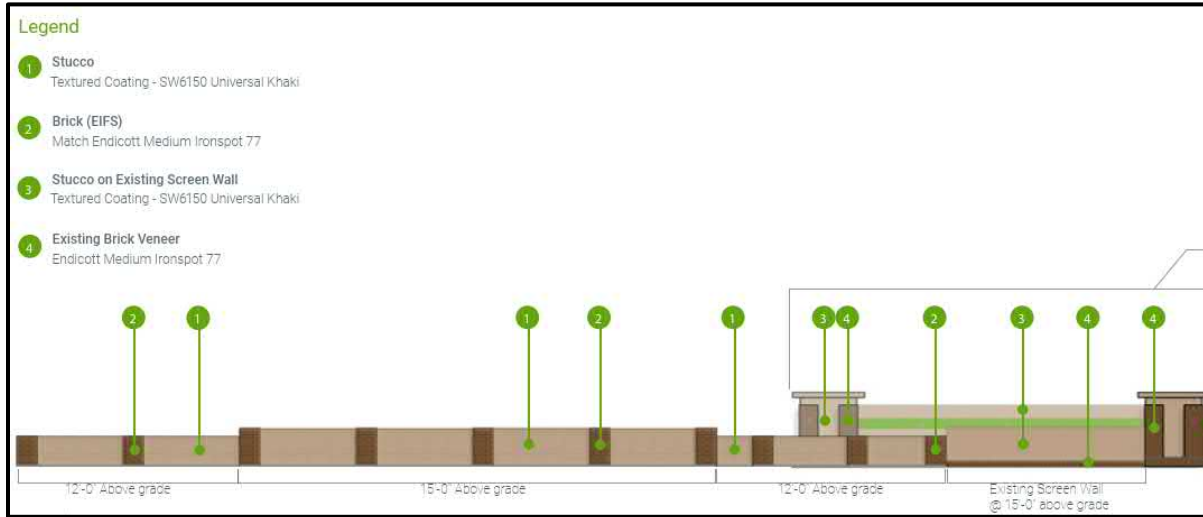 Legend
1 Stucco
Textured Coating - SW6150 Universal Khaki
2 Brick (EIFS)
Match Endicott Medium Ironspot 77
3 Stucco on Existing Screen Wall
Textured Coating - SW6150 Universal Khaki
4 Existing Brick Veneer
Endicott Medium Ironspot 77
2 1 1 2 1 3 4 2 3 4 4
12'-0" Above grade 15'-0" Above grade 12'-0" Above grade Existing Screen Wall
@ 15'-0" above grade